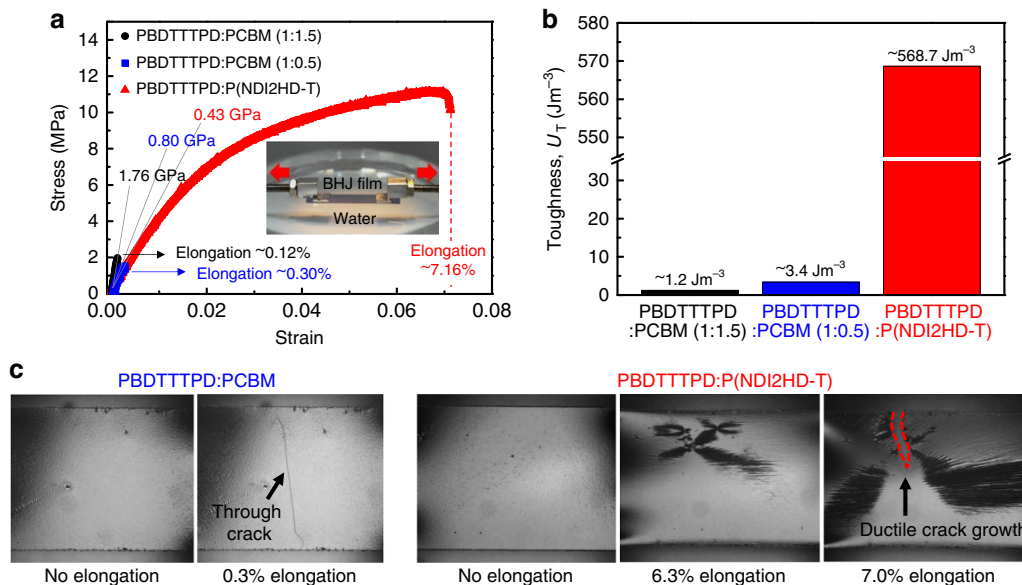 a
14
12
10
8
6
4
2
0
Stress (MPa)
PBDTTTPD:PCBM (1:1.5)
PBDTTTPD:PCBM (1:0.5)
PBDTTTPD:P(NDI2HD-T)
0.43 GPa
0.80 GPa
1.76 GPa
BHJ film
Water
Elongation ~0.12%
Elongation ~0.30%
Elongation
~7.16%
0.00
0.02
0.04
0.06
0.08
Strain
b
580
570
560
550
30
20
10
0
Toughness, U_T (Jm⁻³)
~1.2 Jm⁻³
~3.4 Jm⁻³
~568.7 Jm⁻³
PBDTTTPD
:PCBM (1:1.5)
PBDTTTPD
:PCBM (1:0.5)
PBDTTTPD
:P(NDI2HD-T)
c
PBDTTTPD:PCBM
PBDTTTPD:P(NDI2HD-T)
Through
crack
Ductile crack growth
No elongation
0.3% elongation
No elongation
6.3% elongation
7.0% elongation